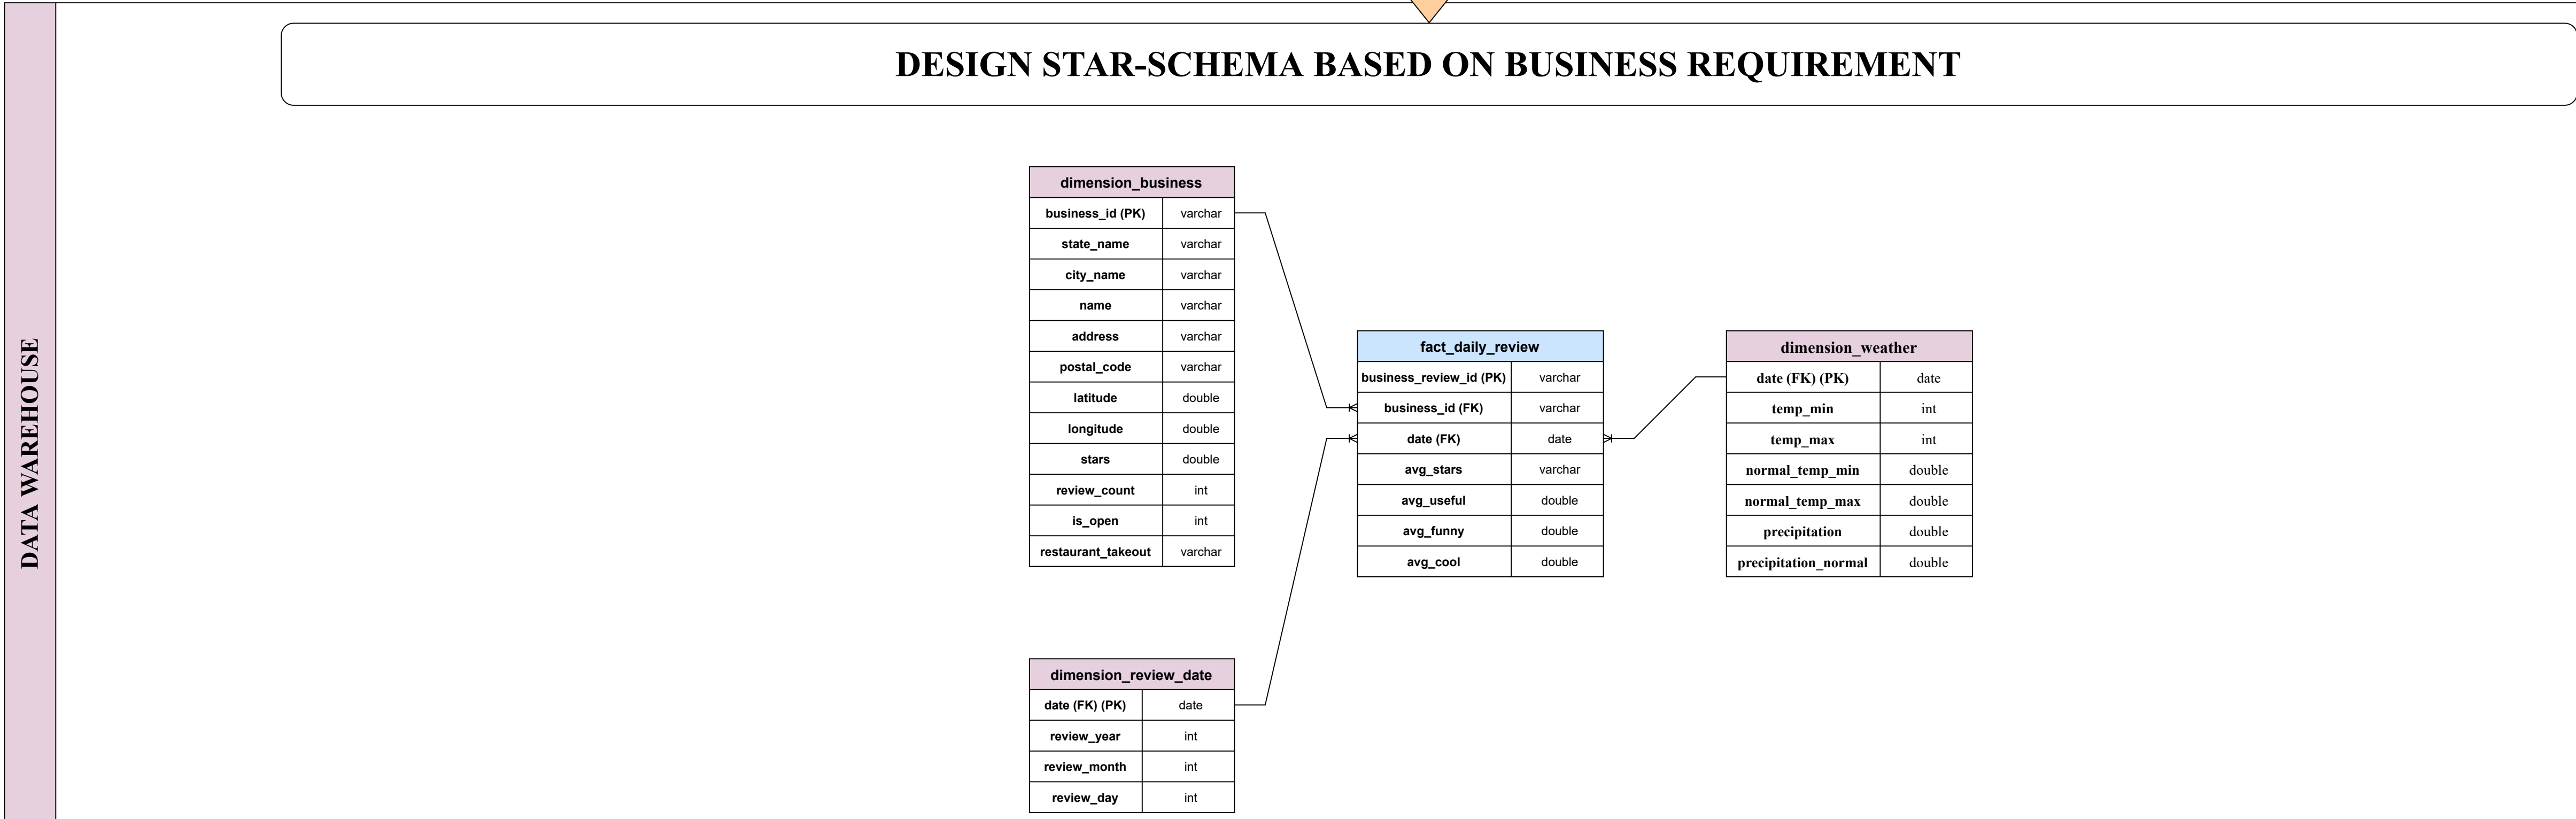 DATA WAREHOUSE
DESIGN STAR-SCHEMA BASED ON BUSINESS REQUIREMENT
dimension_business
business_id (PK) varchar
state_name varchar
city_name varchar
name varchar
address varchar
postal_code varchar
latitude double
longitude double
stars double
review_count int
is_open int
restaurant_takeout varchar
fact_daily_review
business_review_id (PK) varchar
business_id (FK) varchar
date (FK) date
avg_stars varchar
avg_useful double
avg_funny double
avg_cool double
dimension_weather
date (FK) (PK) date
temp_min int
temp_max int
normal_temp_min double
normal_temp_max double
precipitation double
precipitation_normal double
dimension_review_date
date (FK) (PK) date
review_year int
review_month int
review_day int